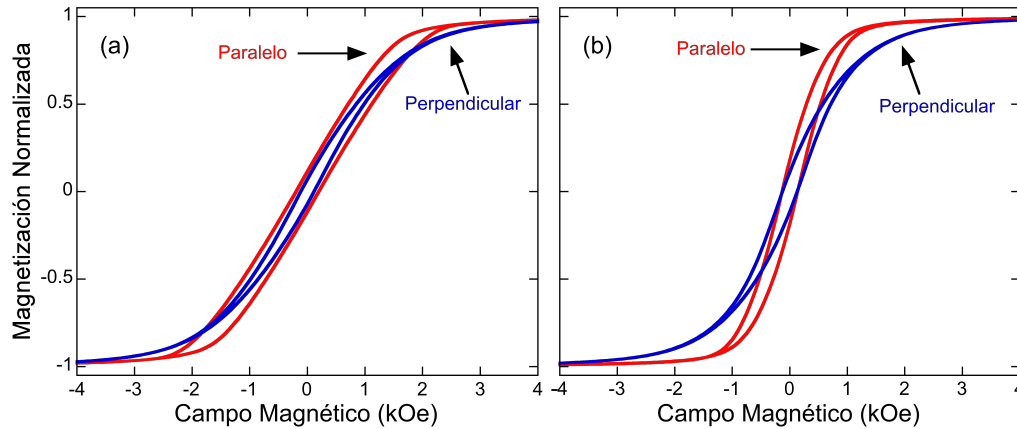 Magnetización Normalizada
1
0.5
0
-0.5
-1
(a)
Paralelo
Perpendicular
-4 -3 -2 -1 0 1 2 3 4
Campo Magnético (kOe)
(b)
Paralelo
Perpendicular
-4 -3 -2 -1 0 1 2 3 4
Campo Magnético (kOe)